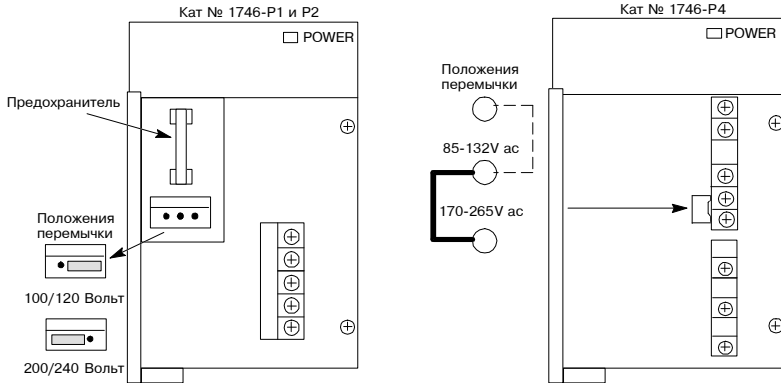 Кат № 1746-P1 и P2
POWER
Предохранитель
Положения
перемычки
100/120 Вольт
200/240 Вольт
Кат № 1746-P4
POWER
Положения
перемычки
85-132V ac
170-265V ac